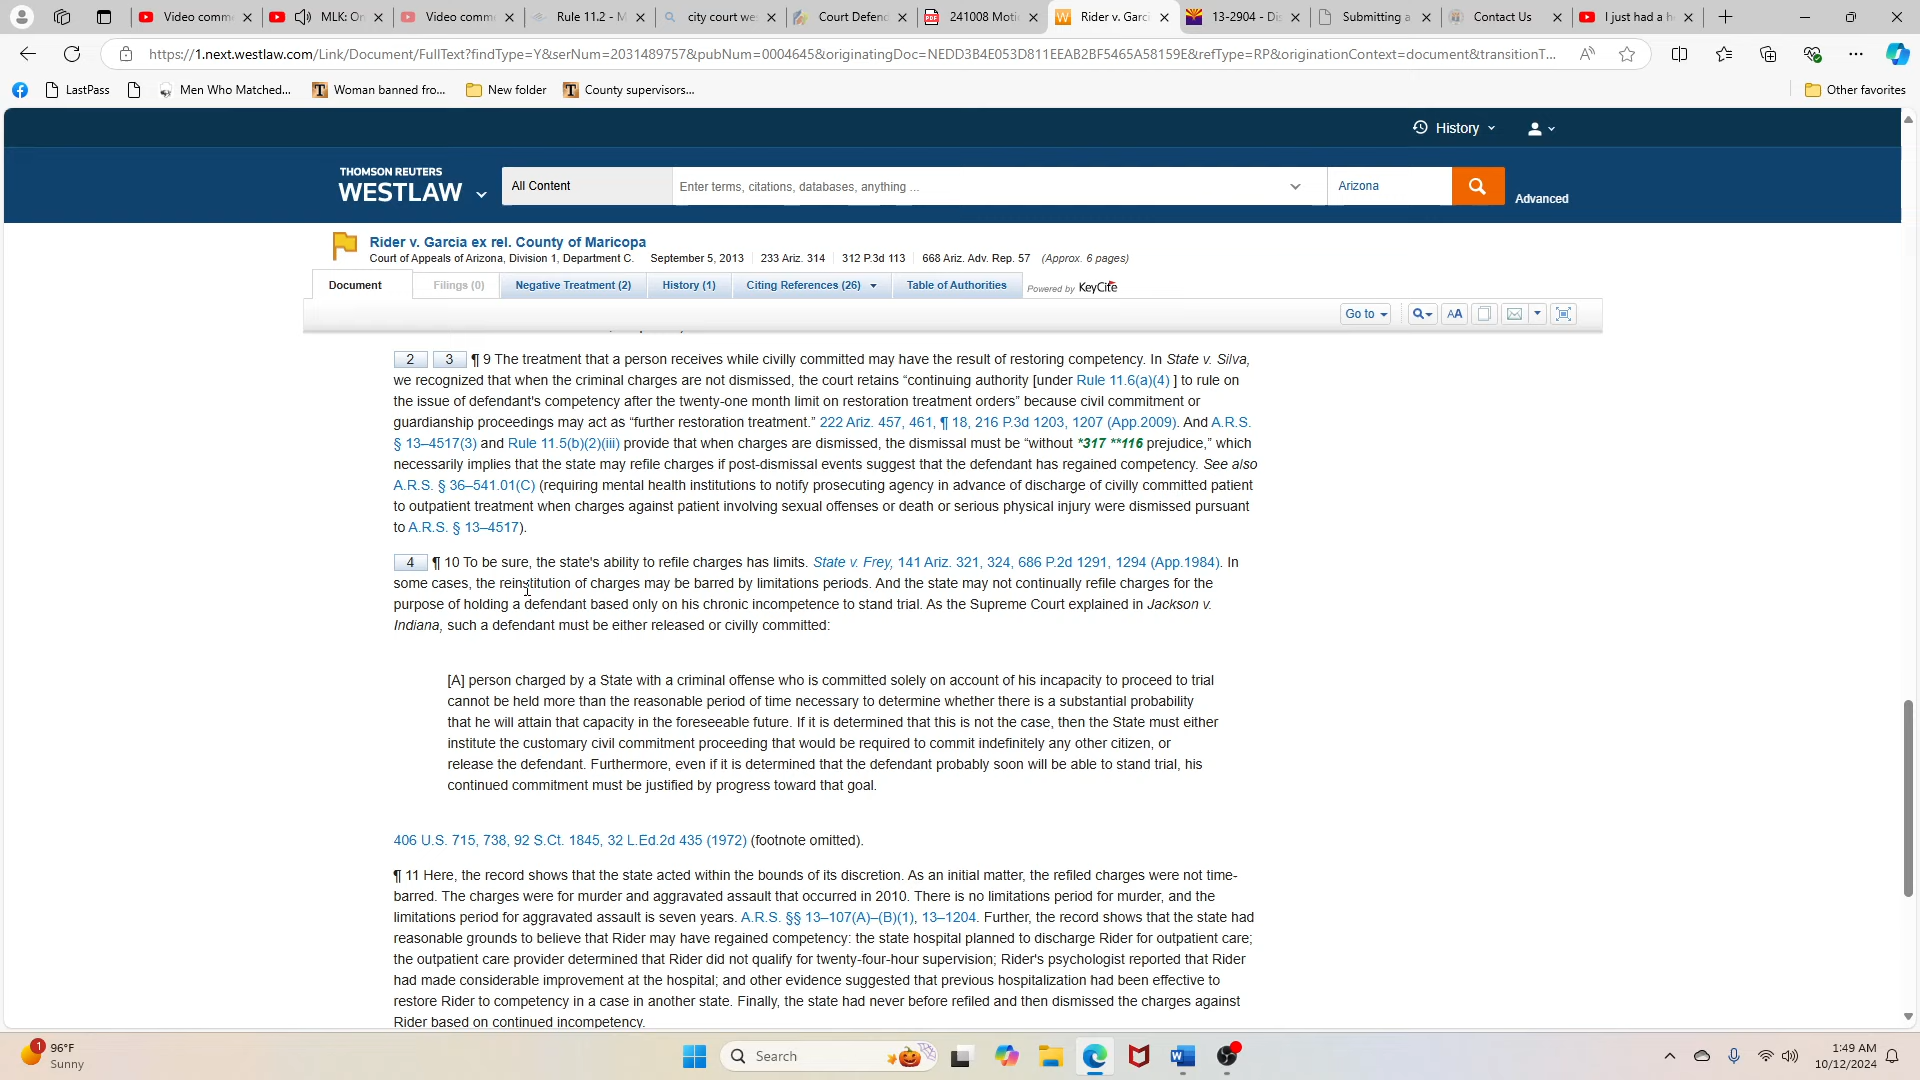 Video comm
MLK: O
Video comm
Rule 11.2 - M
city court we
Court Defend
241008 Moti
Rider v. Garc
13-2904 - Di
Submitting a
Contact Us
I just had a h
https://1.next.westlaw.com/Link/Document/FullText?findType=Y&serNum=2031489757&pubNum=0004645&originatingDoc=NEDD3B4E053D811EEAB2BF5465A58159E&refType=RP&originationContext=document&transitionT...
LastPass
Men Who Matched...
Woman banned fro...
New folder
County supervisors...
Other favorites
History
THOMSON REUTERS
WESTLAW
All Content
Enter terms, citations, databases, anything ...
Arizona
Advanced
Rider v. Garcia ex rel. County of Maricopa
Court of Appeals of Arizona, Division 1, Department C. September 5, 2013 233 Ariz. 314 312 P.3d 113 668 Ariz. Adv. Rep. 57 (Approx. 6 pages)
Document
Filings (0)
Negative Treatment (2)
History (1)
Citing References (26)
Table of Authorities
Powered by KeyCite
Go to
AA
2 3 ¶ 9 The treatment that a person receives while civilly committed may have the result of restoring competency. In State v. Silva,
we recognized that when the criminal charges are not dismissed, the court retains “continuing authority [under Rule 11.6(a)(4) ] to rule on
the issue of defendant's competency after the twenty-one month limit on restoration treatment orders” because civil commitment or
guardianship proceedings may act as “further restoration treatment.” 222 Ariz. 457, 461, ¶ 18, 216 P.3d 1203, 1207 (App.2009). And A.R.S.
§ 13–4517(3) and Rule 11.5(b)(2)(iii) provide that when charges are dismissed, the dismissal must be “without *317 **116 prejudice,” which
necessarily implies that the state may refile charges if post-dismissal events suggest that the defendant has regained competency. See also
A.R.S. § 36–541.01(C) (requiring mental health institutions to notify prosecuting agency in advance of discharge of civilly committed patient
to outpatient treatment when charges against patient involving sexual offenses or death or serious physical injury were dismissed pursuant
to A.R.S. § 13–4517).
4 ¶ 10 To be sure, the state's ability to refile charges has limits. State v. Frey, 141 Ariz. 321, 324, 686 P.2d 1291, 1294 (App.1984). In
some cases, the reinstitution of charges may be barred by limitations periods. And the state may not continually refile charges for the
purpose of holding a defendant based only on his chronic incompetence to stand trial. As the Supreme Court explained in Jackson v.
Indiana, such a defendant must be either released or civilly committed:
[A] person charged by a State with a criminal offense who is committed solely on account of his incapacity to proceed to trial
cannot be held more than the reasonable period of time necessary to determine whether there is a substantial probability
that he will attain that capacity in the foreseeable future. If it is determined that this is not the case, then the State must either
institute the customary civil commitment proceeding that would be required to commit indefinitely any other citizen, or
release the defendant. Furthermore, even if it is determined that the defendant probably soon will be able to stand trial, his
continued commitment must be justified by progress toward that goal.
406 U.S. 715, 738, 92 S.Ct. 1845, 32 L.Ed.2d 435 (1972) (footnote omitted).
¶ 11 Here, the record shows that the state acted within the bounds of its discretion. As an initial matter, the refiled charges were not time-
barred. The charges were for murder and aggravated assault that occurred in 2010. There is no limitations period for murder, and the
limitations period for aggravated assault is seven years. A.R.S. §§ 13–107(A)–(B)(1), 13–1204. Further, the record shows that the state had
reasonable grounds to believe that Rider may have regained competency: the state hospital planned to discharge Rider for outpatient care;
the outpatient care provider determined that Rider did not qualify for twenty-four-hour supervision; Rider's psychologist reported that Rider
had made considerable improvement at the hospital; and other evidence suggested that previous hospitalization had been effective to
restore Rider to competency in a case in another state. Finally, the state had never before refiled and then dismissed the charges against
Rider based on continued incompetency.
1
96°F
Sunny
Search
1:49 AM
10/12/2024